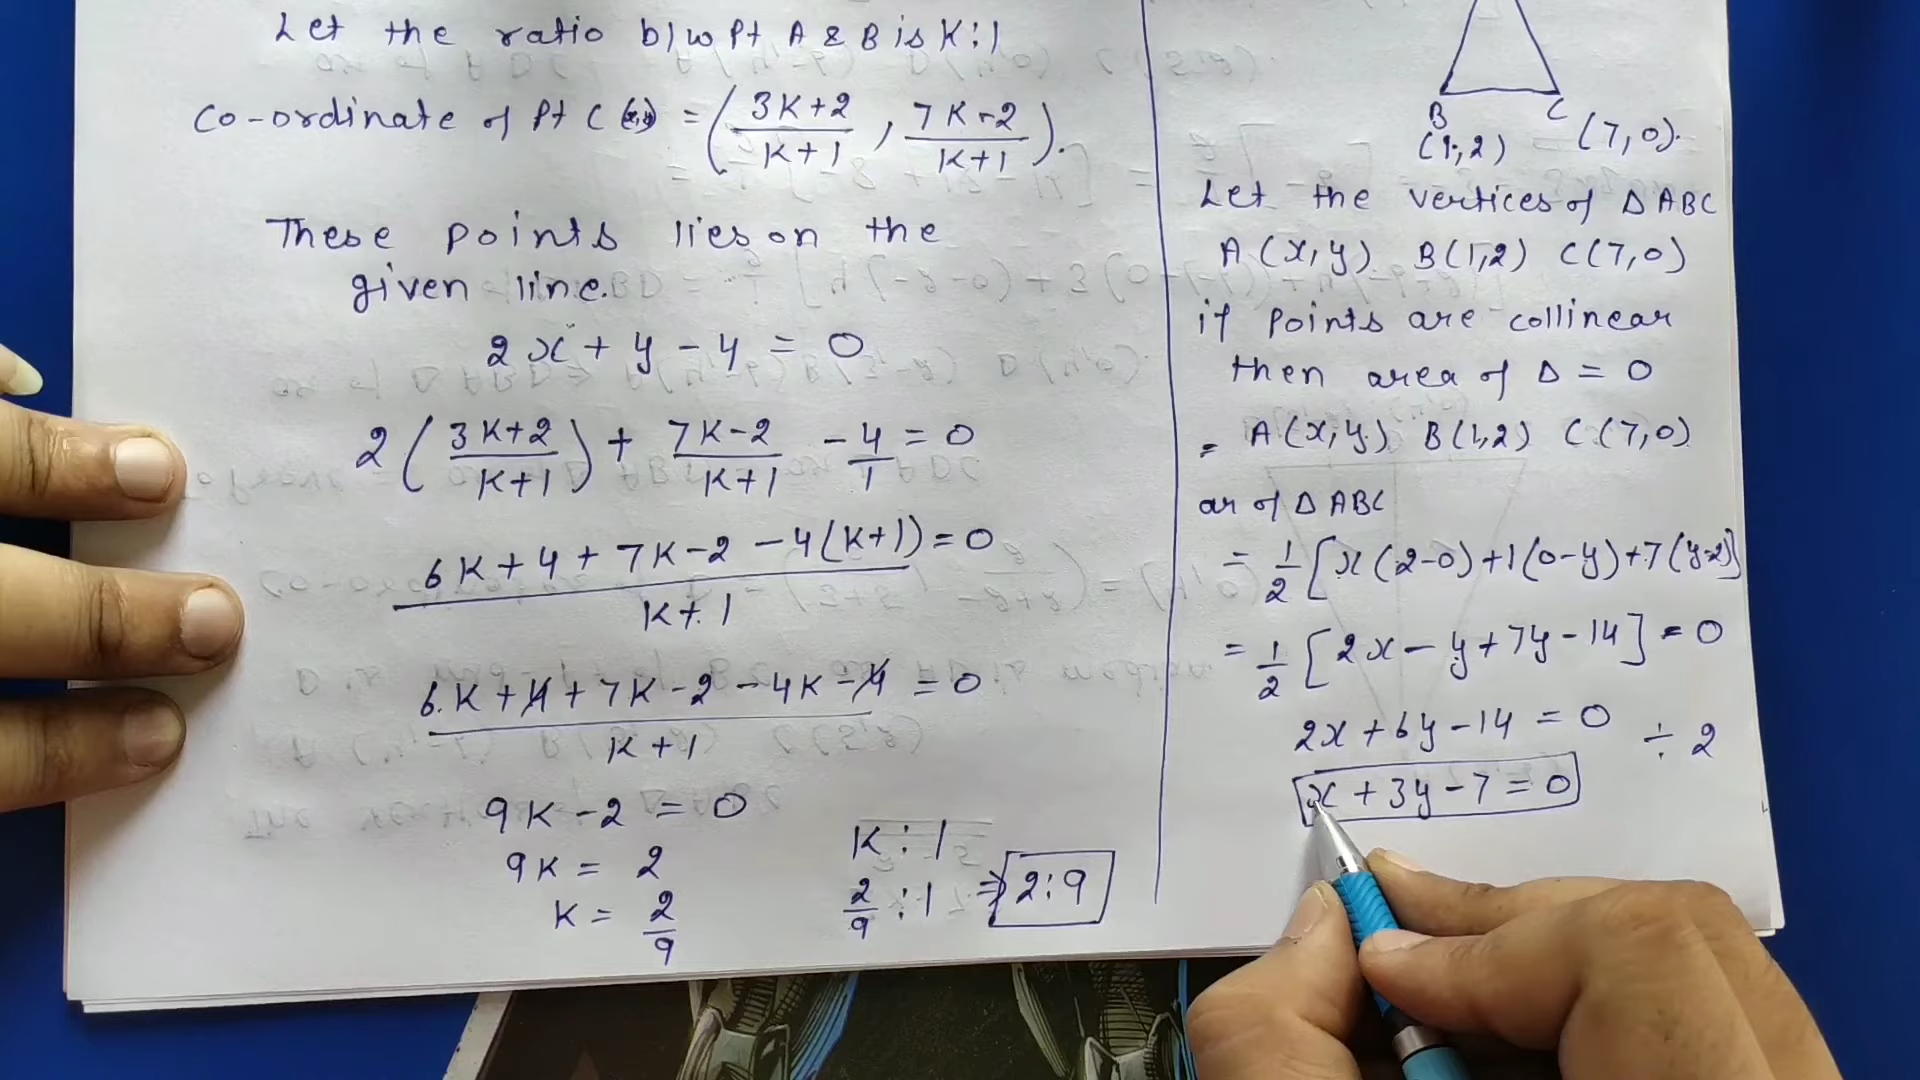 Let the ratio b/w Pt A & B is K:1
Co-ordinate of Pt C (x,y) = ( 3K+2 / K+1 , 7K-2 / K+1 ).
These points lies on the
given line.
2x + y - 4 = 0
2 ( 3K+2 / K+1 ) + 7K-2 / K+1 - 4/1 = 0
6K + 4 + 7K - 2 - 4(K+1) / K+1 = 0
6K + 4 + 7K - 2 - 4K - 4 / K+1 = 0
9K - 2 = 0
9K = 2
K = 2/9
K : 1
2/9 : 1 ⇒ 2:9
B C
(1,2) (7,0).
Let the vertices of Δ ABC
A (x,y) B(1,2) C(7,0)
if points are collinear
then area of Δ = 0
= A(x,y) B(1,2) C(7,0)
ar of Δ ABC
= 1/2 [x(2-0)+1(0-y)+7(y-2)]
= 1/2 [2x - y + 7y - 14] = 0
2x + 6y - 14 = 0 ÷ 2
x + 3y - 7 = 0